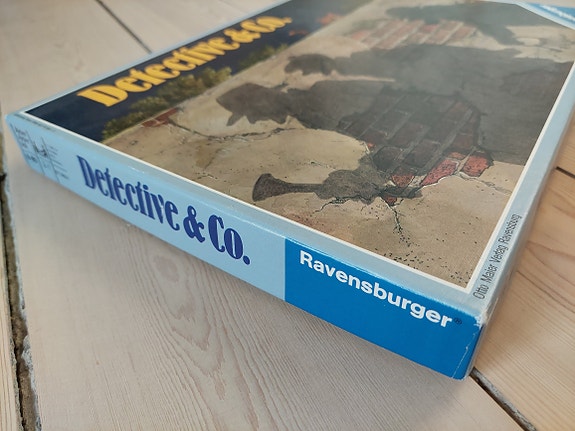 Detective & Co.
Detective & Co.
Ravensburger®
Otto Maier Verlag Ravensburg